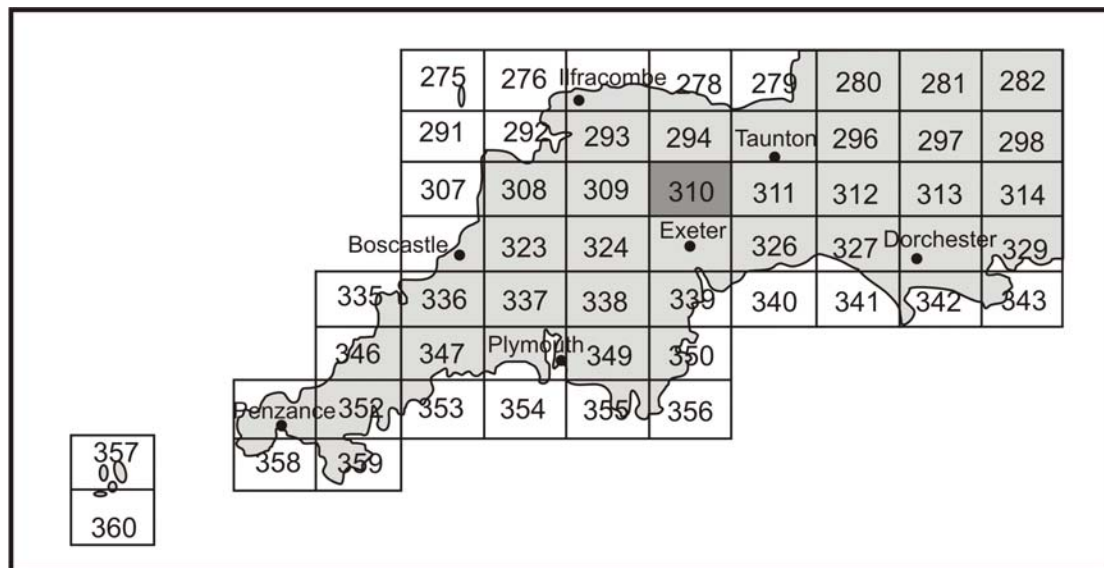 275 276 Ilfracombe 278 279 280 281 282
291 292 293 294 Taunton 296 297 298
307 308 309 310 311 312 313 314
Boscastle 323 324 Exeter 326 327 Dorchester 329
335 336 337 338 339 340 341 342 343
346 347 Plymouth 349 350
Penzance 352 353 354 355 356
357 358 359
360